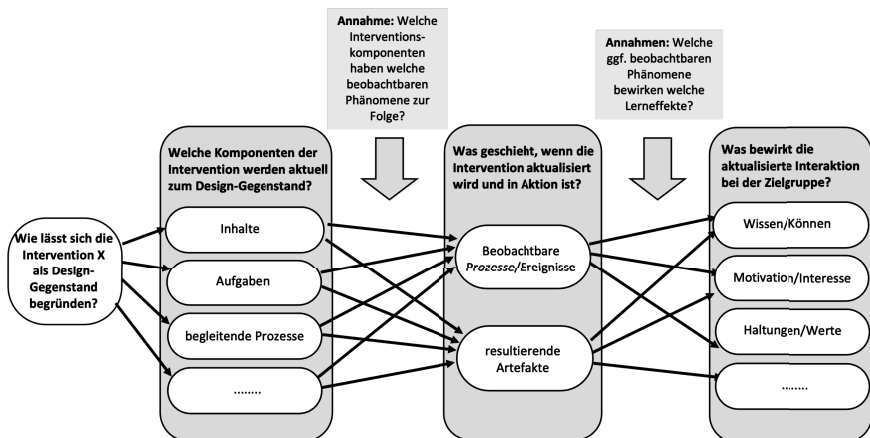 Annahme: Welche
Interventions-
komponenten
haben welche
beobachtbaren
Phänomene zur
Folge?
Annahmen: Welche
ggf. beobachtbaren
Phänomene
bewirken welche
Lerneffekte?
Wie lässt sich die
Intervention X
als Design-
Gegenstand
begründen?
Welche Komponenten der
Intervention werden aktuell
zum Design-Gegenstand?
Inhalte
Aufgaben
begleitende Prozesse
........
Was geschieht, wenn die
Intervention aktualisiert
wird und in Aktion ist?
Beobachtbare
Prozesse/Ereignisse
resultierende
Artefakte
Was bewirkt die
aktualisierte Interaktion
bei der Zielgruppe?
Wissen/Können
Motivation/Interesse
Haltungen/Werte
........